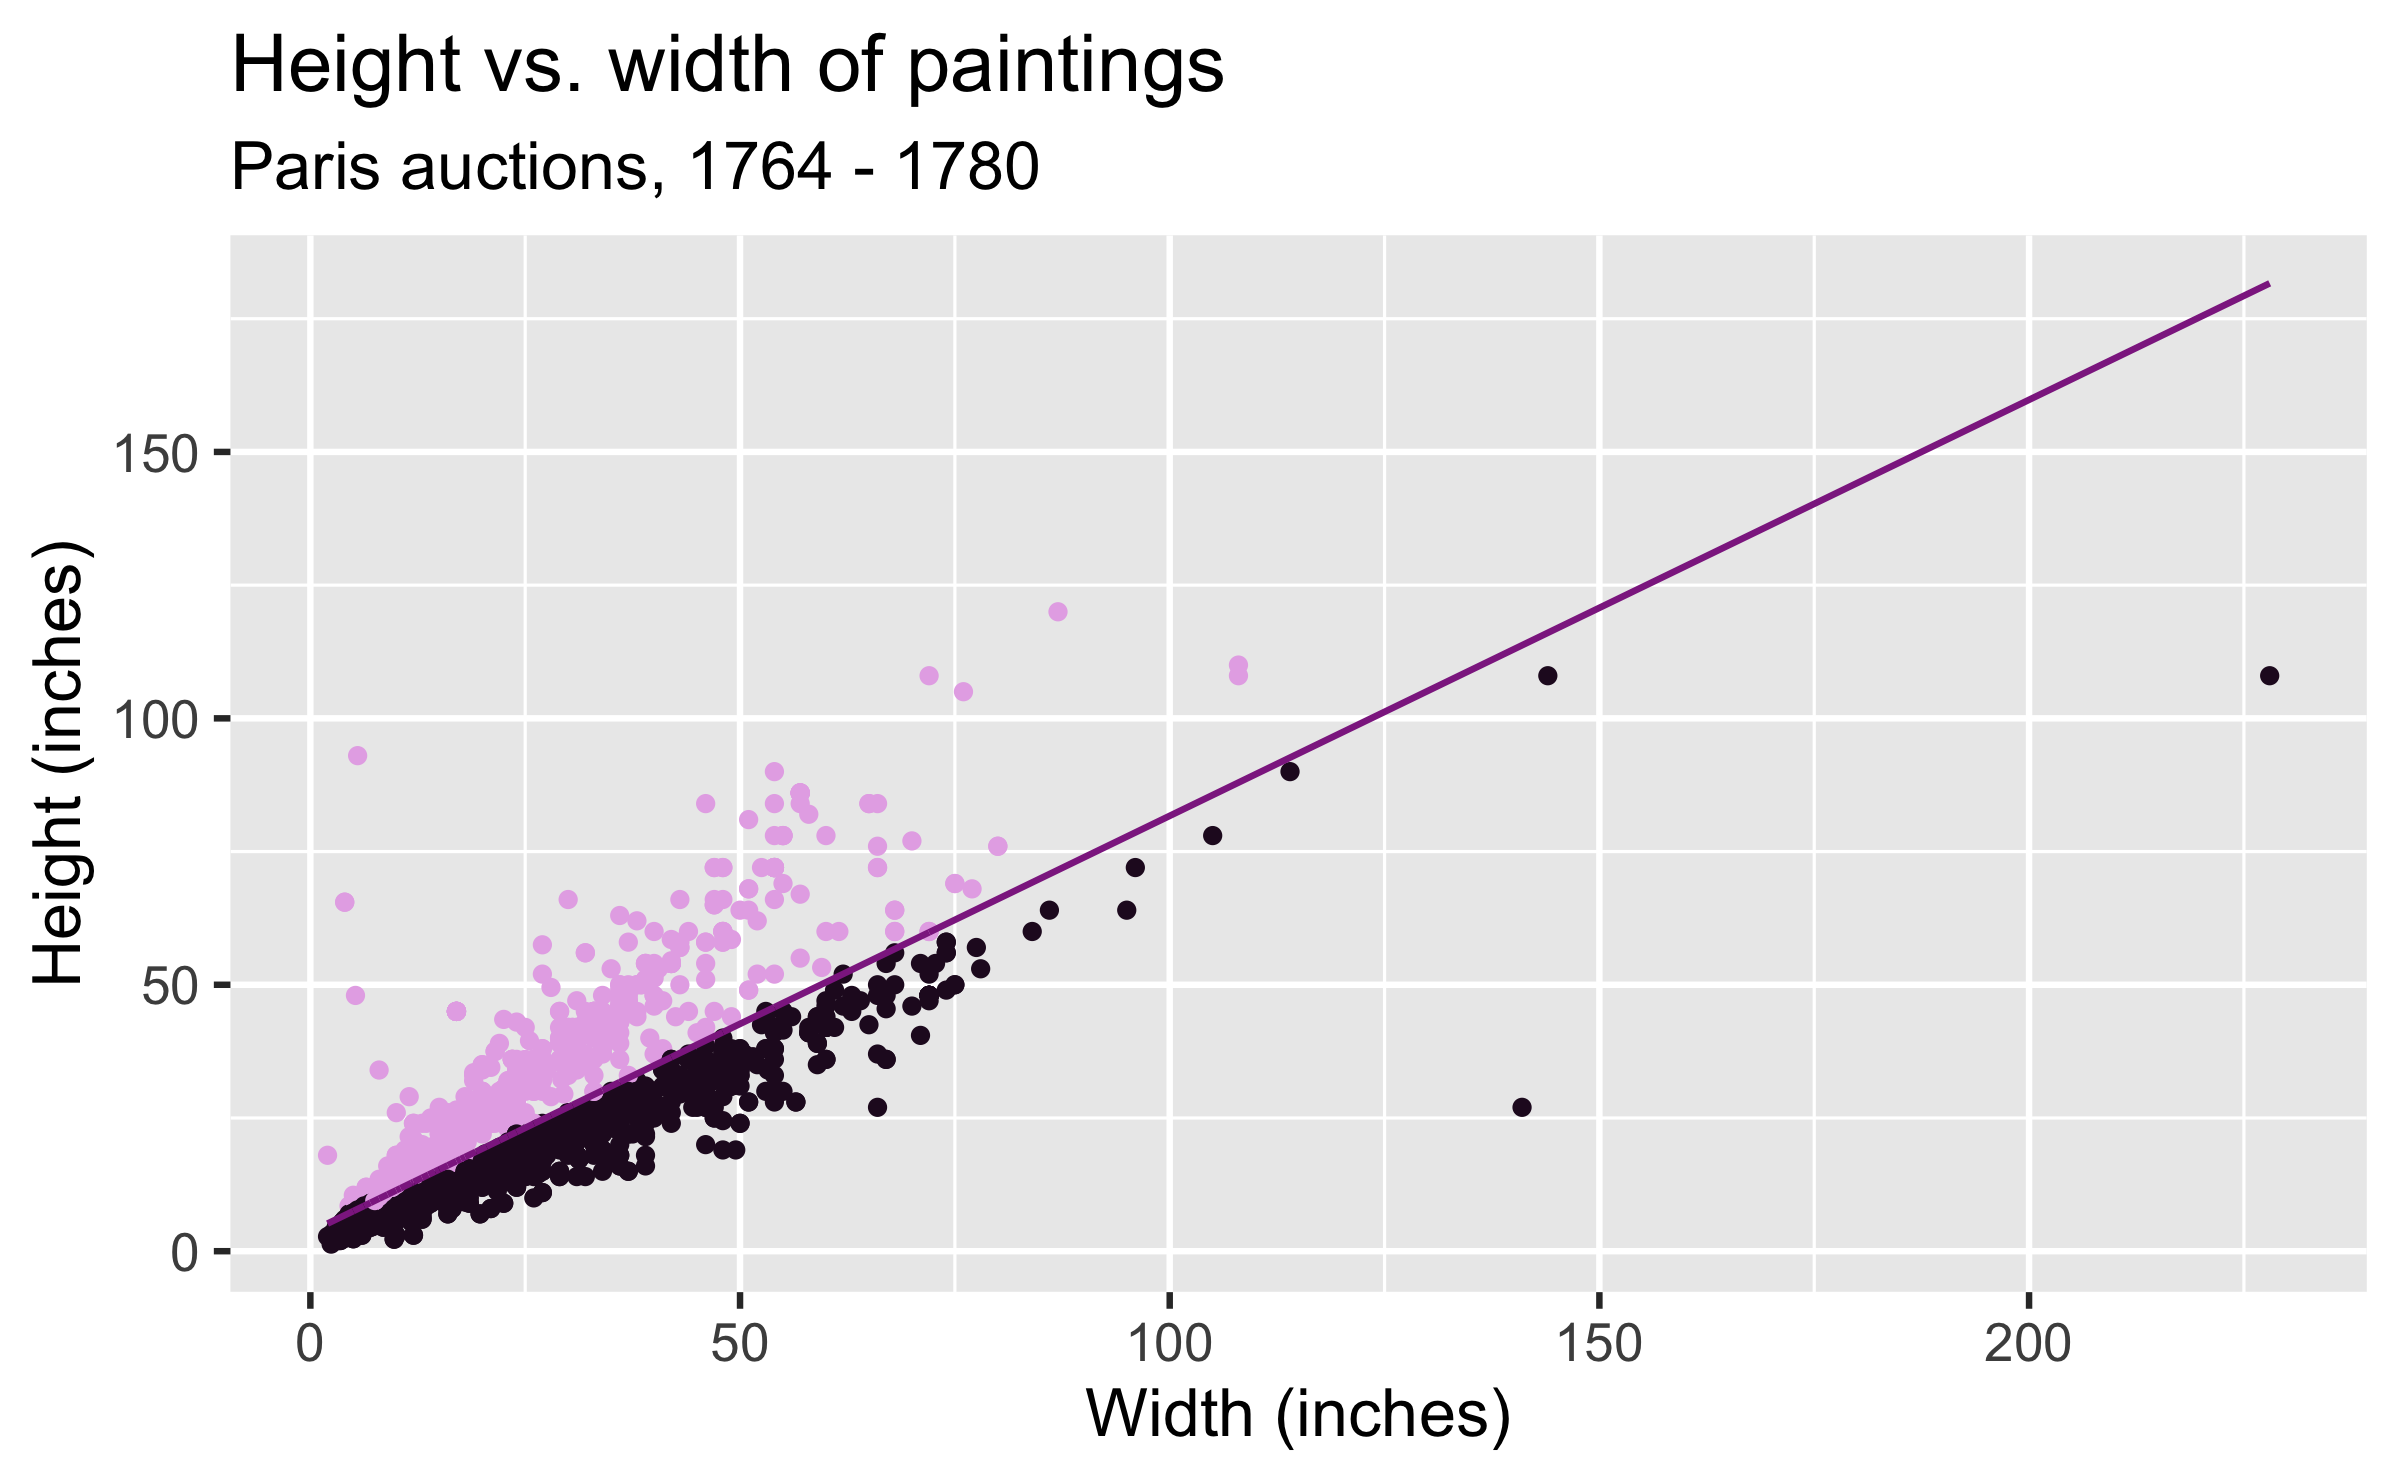 Height vs. width of paintings
Paris auctions, 1764 - 1780
Height (inches)
150
100
50
0
0 50 100 150 200
Width (inches)